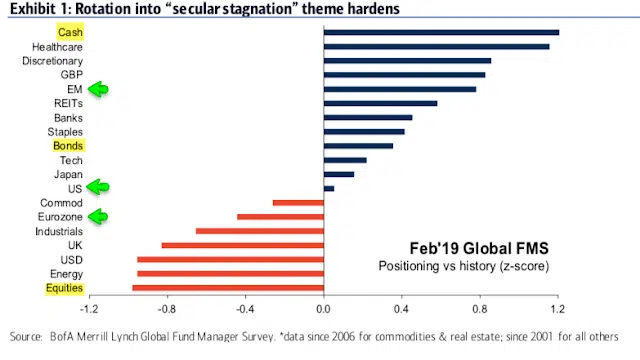 Exhibit 1: Rotation into “secular stagnation” theme hardens
Cash
Healthcare
Discretionary
GBP
EM
REITs
Banks
Staples
Bonds
Tech
Japan
US
Commod
Eurozone
Industrials
UK
USD
Energy
Equities
Feb'19 Global FMS
Positioning vs history (z-score)
-1.2 -0.8 -0.4 0.0 0.4 0.8 1.2
Source: BofA Merrill Lynch Global Fund Manager Survey. *data since 2006 for commodities & real estate; since 2001 for all others